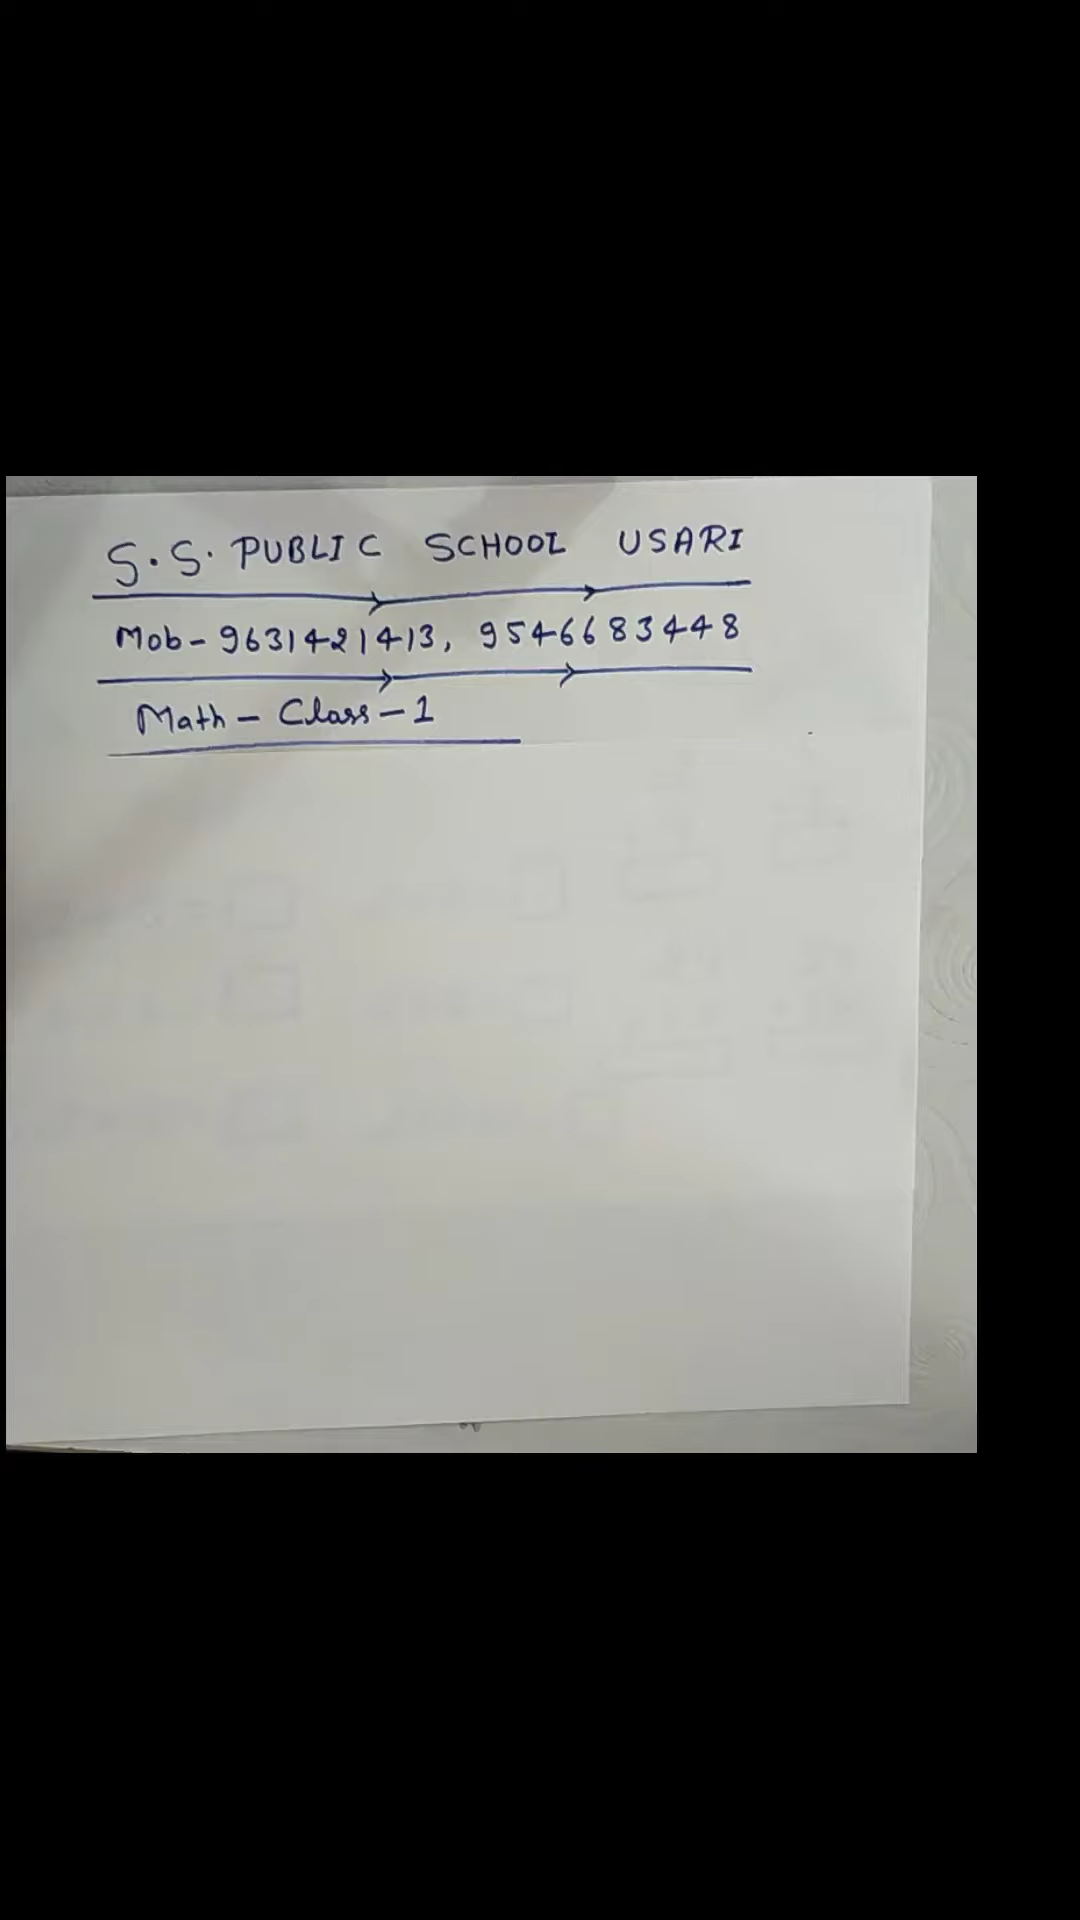 S.S. PUBLIC SCHOOL USARI
Mob - 9631421413, 9546683448
Math - Class - 1